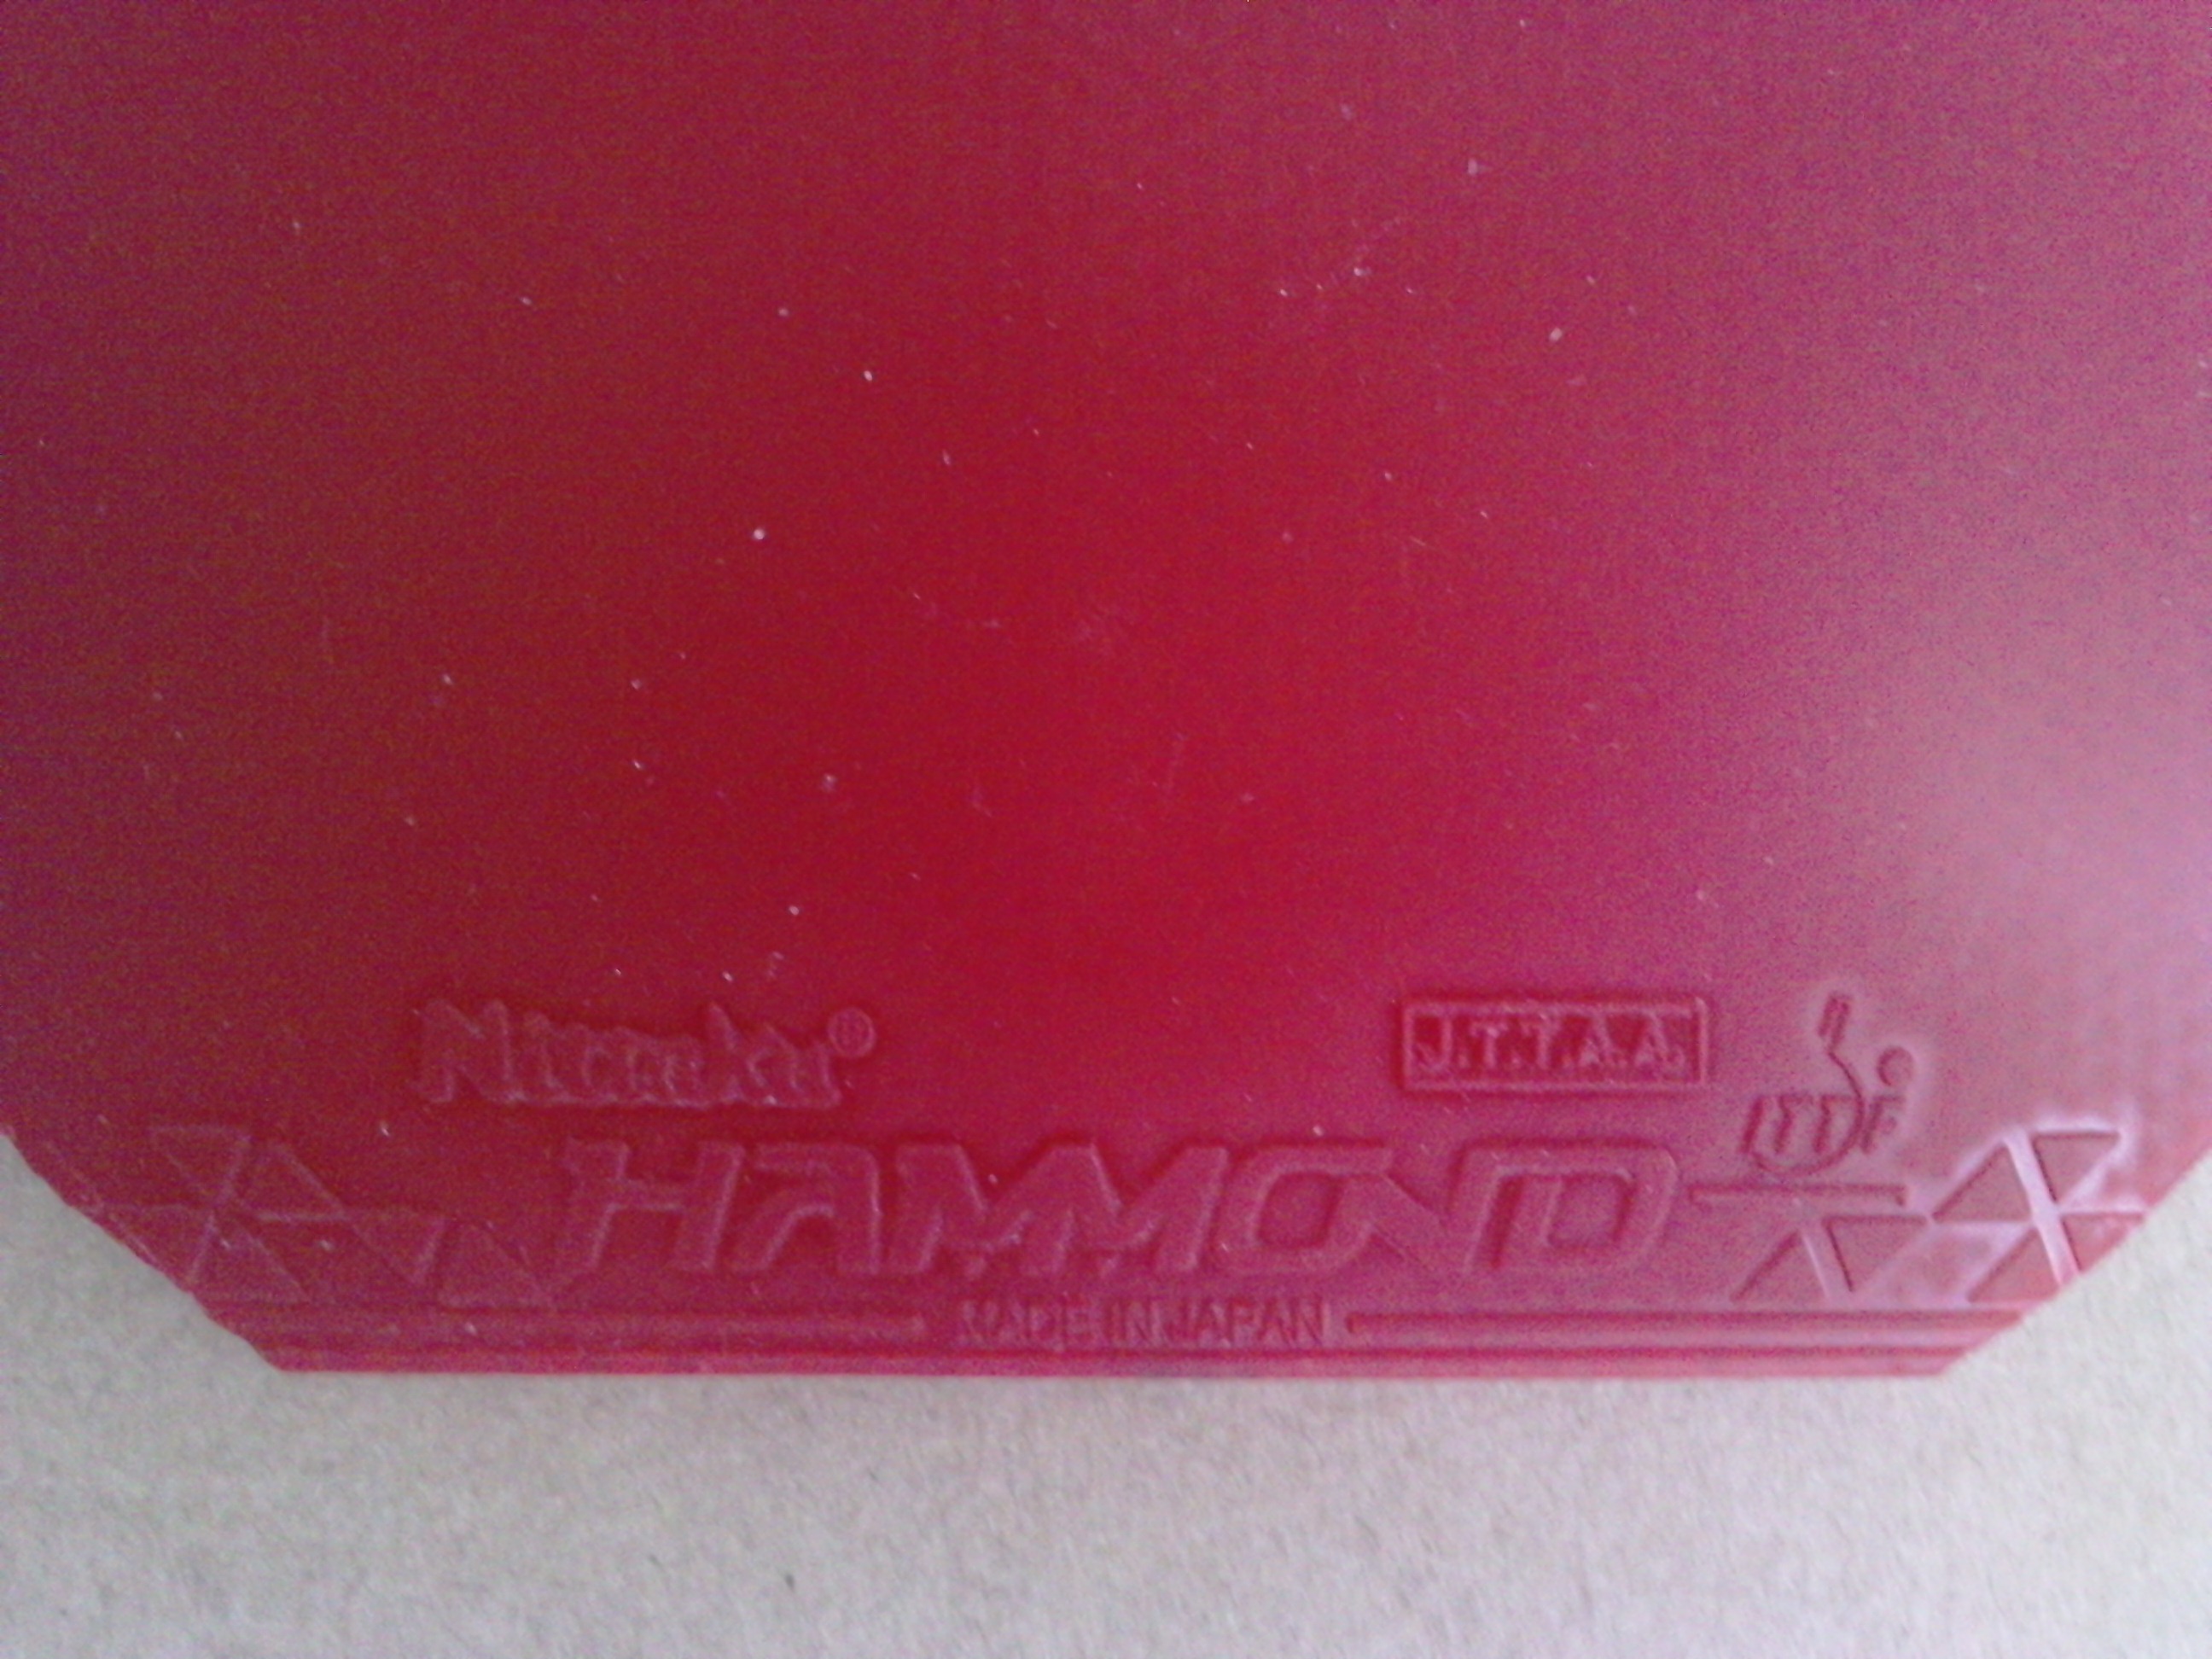 Nittaku®
J.T.T.A.A.
ITTF
HAMMOND
MADE IN JAPAN